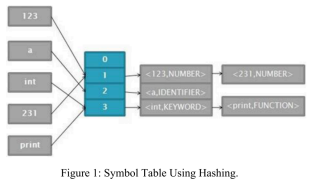 123
a
int
231
print
0
1
2
3
<123,NUMBER>
<231,NUMBER>
<a,IDENTIFIER>
<int,KEYWORD>
<print,FUNCTION>
Figure 1: Symbol Table Using Hashing.